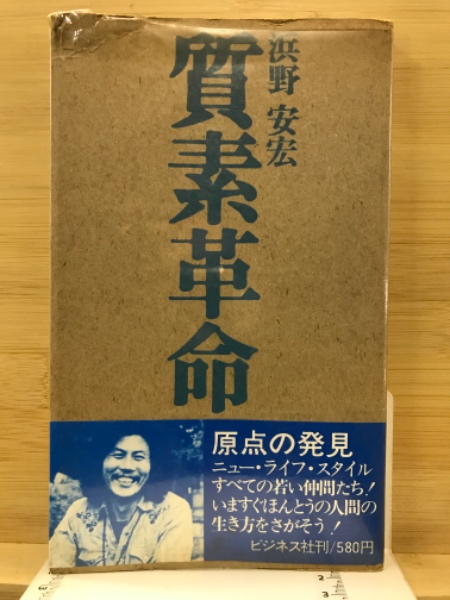 浜野 安宏
質素革命
原点の発見
ニュー・ライフ・スタイル
すべての若い仲間たち!
いますぐほんとうの人間の
生き方をさがそう!
ビジネス社刊/580円
2
3
3